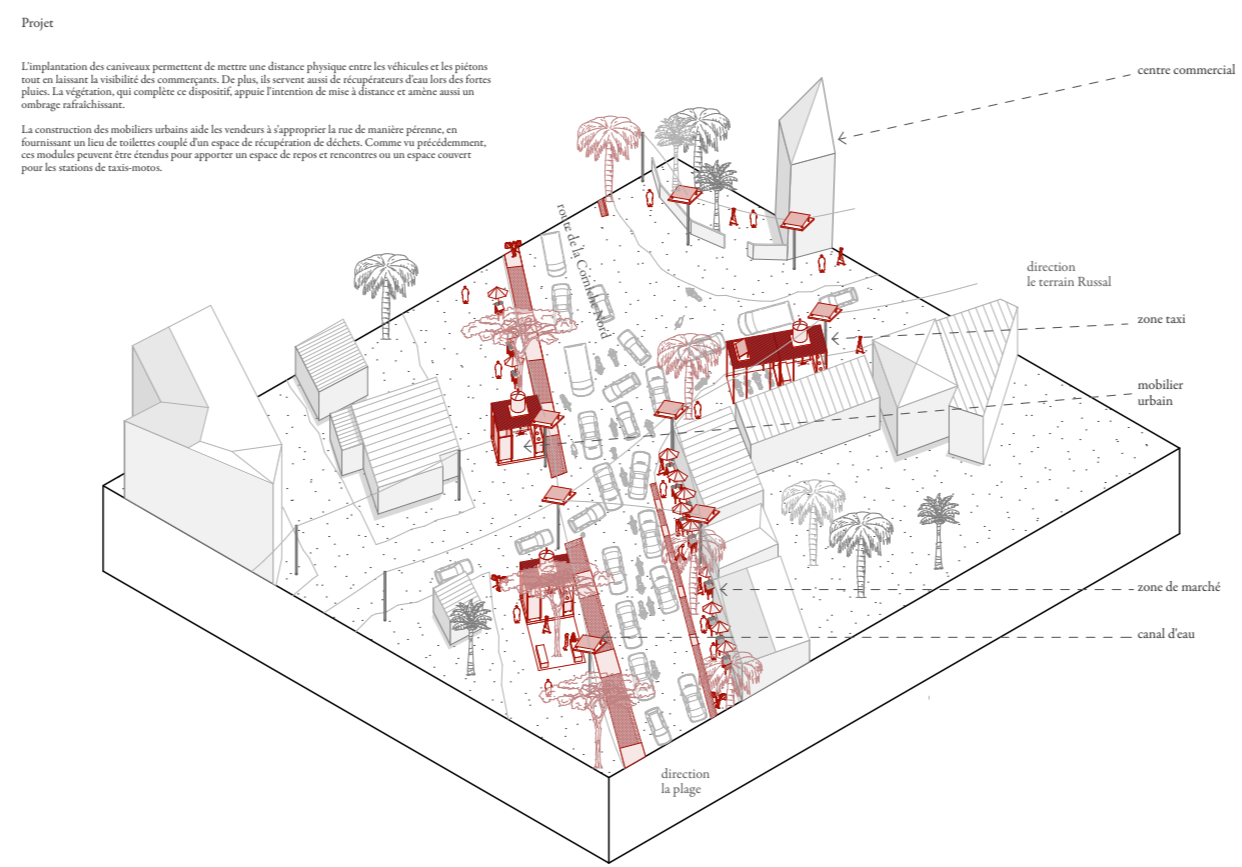 Projet
L'implantation des caniveaux permettent de mettre une distance physique entre les véhicules et les piétons
tout en laissant la visibilité des commerçants. De plus, ils servent aussi de récupérateurs d'eau lors des fortes
pluies. La végétation, qui complète ce dispositif, appuie l'intention de mise à distance et amène aussi un
ombrage rafraîchissant.
La construction des mobiliers urbains aide les vendeurs à s'approprier la rue de manière pérenne, en
fournissant un lieu de toilettes couplé d'un espace de récupération de déchets. Comme vu précédemment,
ces modules peuvent être étendus pour apporter un espace de repos et rencontres ou un espace couvert
pour les stations de taxis-motos.
centre commercial
route de la Corniche Nord
direction
le terrain Russal
zone taxi
mobilier
urbain
zone de marché
canal d'eau
direction
la plage